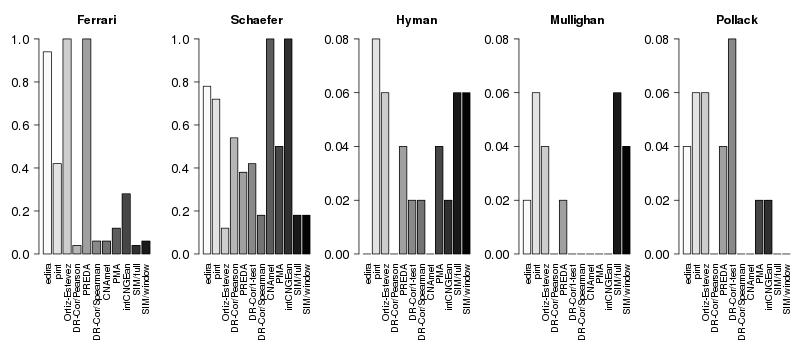 Ferrari
1.0
0.8
0.6
0.4
0.2
0.0
edira
pint
Ortiz-Estevez
DR-Cor/Pearson
PREDA
DR-Cor/Spearman
CNAmet
PMA
intCNGEan
SIM/full
SIM/window
Schaefer
1.0
0.8
0.6
0.4
0.2
0.0
edira
pint
Ortiz-Estevez
DR-Cor/Pearson
PREDA
DR-Cor/t-test
DR-Cor/Spearman
CNAmet
PMA
intCNGEan
SIM/full
SIM/window
Hyman
0.08
0.06
0.04
0.02
0.00
edira
pint
Ortiz-Estevez
DR-Cor/Pearson
PREDA
DR-Cor/t-test
DR-Cor/Spearman
CNAmet
PMA
intCNGEan
SIM/full
SIM/window
Mullighan
0.08
0.06
0.04
0.02
0.00
edira
pint
Ortiz-Estevez
DR-Cor/Pearson
PREDA
DR-Cor/t-test
DR-Cor/Spearman
CNAmet
PMA
intCNGEan
SIM/full
SIM/window
Pollack
0.08
0.06
0.04
0.02
0.00
edira
pint
Ortiz-Estevez
DR-Cor/Pearson
PREDA
DR-Cor/t-test
DR-Cor/Spearman
CNAmet
PMA
intCNGEan
SIM/full
SIM/window